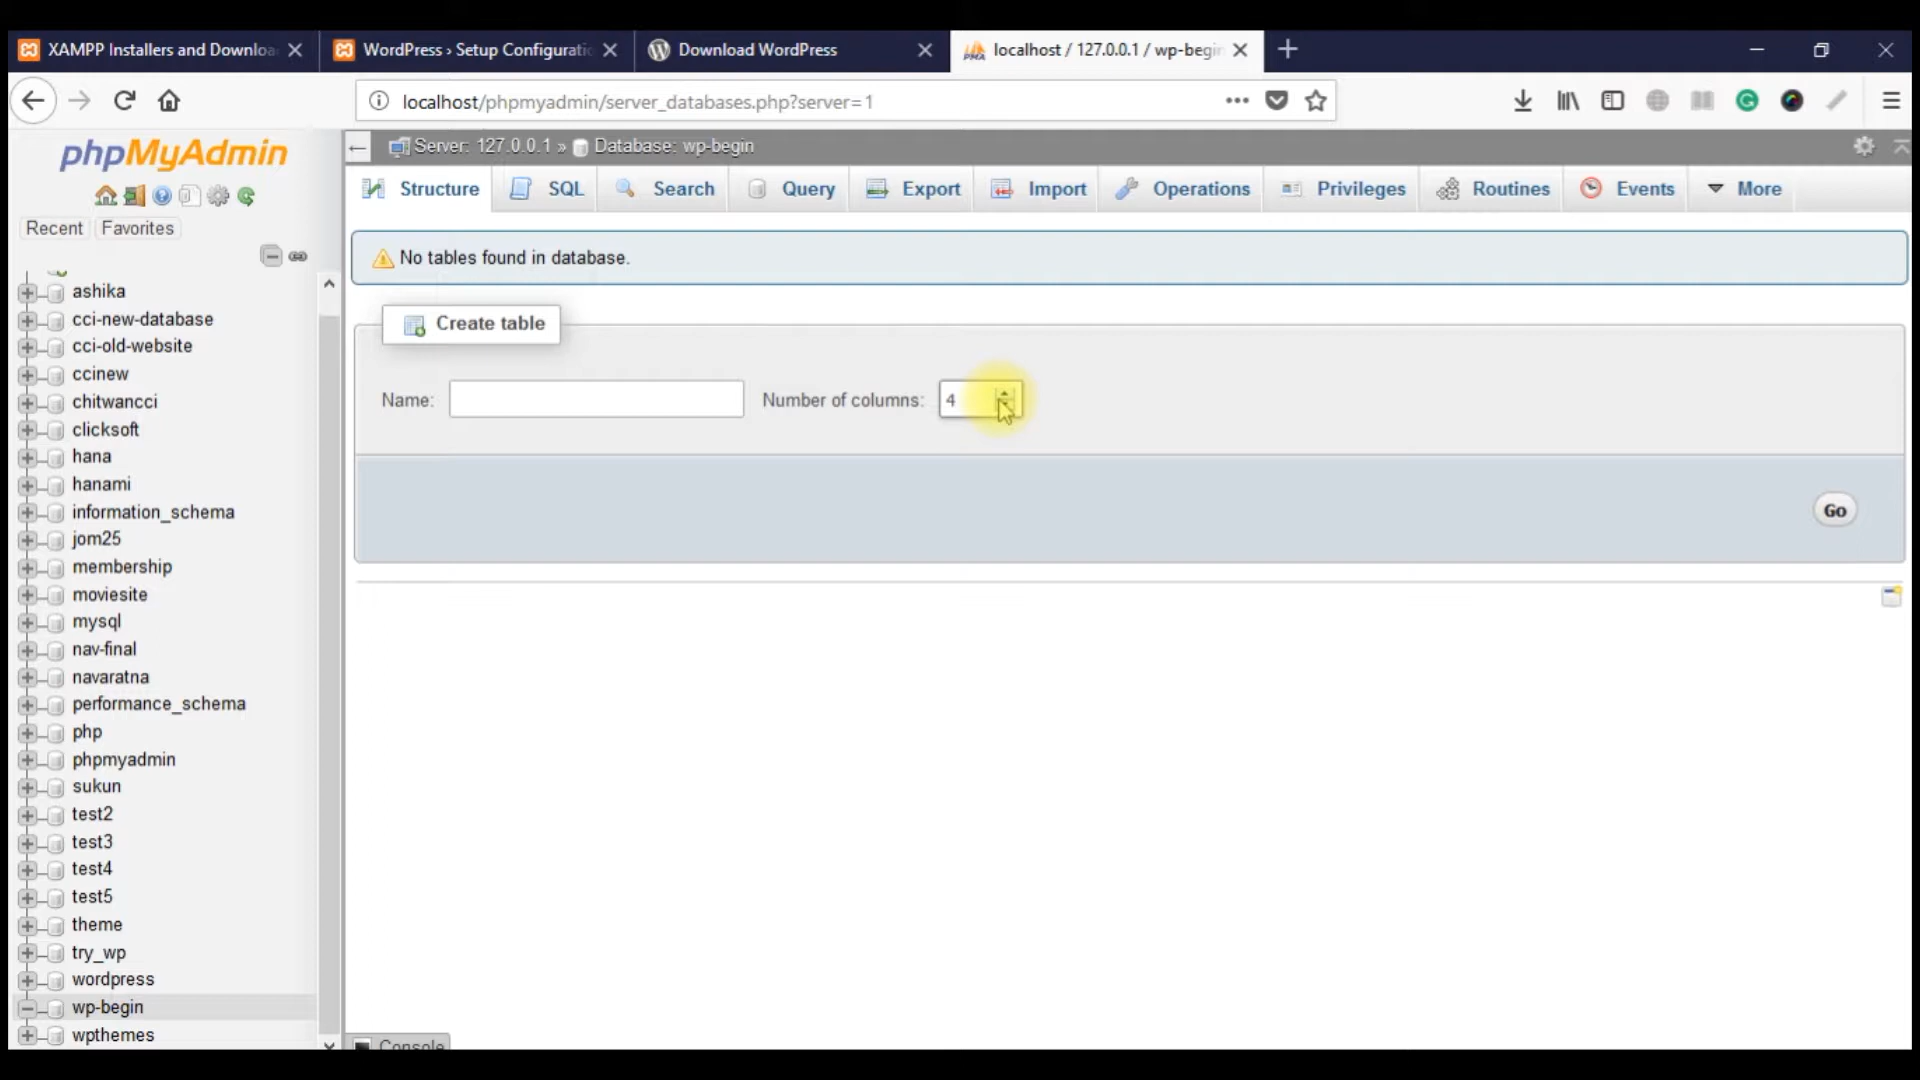 XAMPP Installers and Downloa
WordPress › Setup Configuratio
Download WordPress
localhost / 127.0.0.1 / wp-begin
localhost/phpmyadmin/server_databases.php?server=1
phpMyAdmin
Recent
Favorites
ashika
cci-new-database
cci-old-website
ccinew
chitwancci
clicksoft
hana
hanami
information_schema
jom25
membership
moviesite
mysql
nav-final
navaratna
performance_schema
php
phpmyadmin
sukun
test2
test3
test4
test5
theme
try_wp
wordpress
wp-begin
wpthemes
Server: 127.0.0.1 » Database: wp-begin
Structure
SQL
Search
Query
Export
Import
Operations
Privileges
Routines
Events
More
No tables found in database.
Create table
Name:
Number of columns: 4
Go
Console